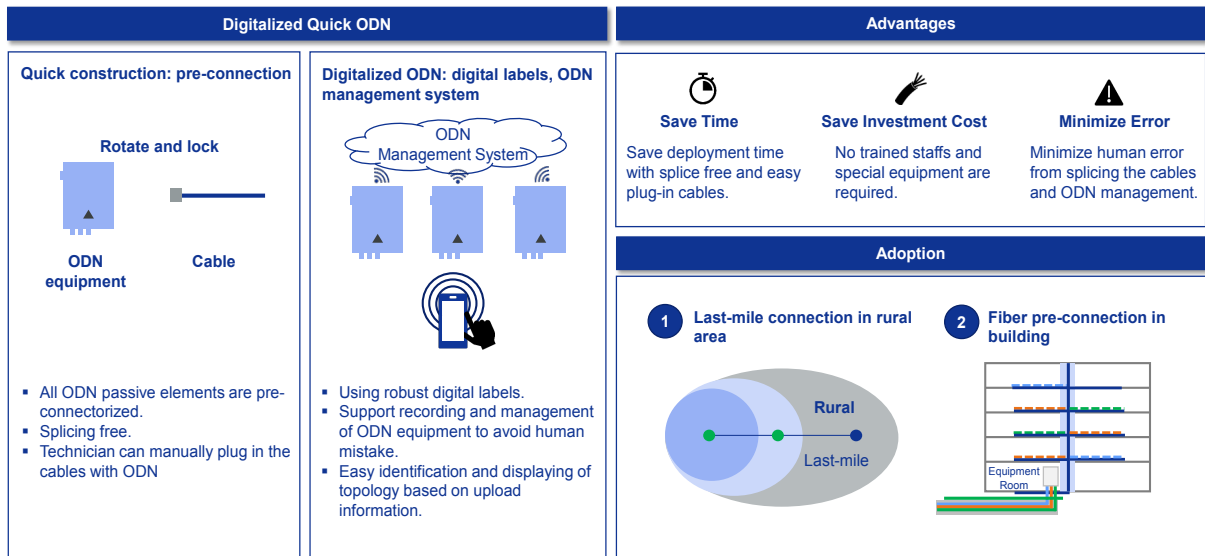 Digitalized Quick ODN
Quick construction: pre-connection
Rotate and lock
ODN
equipment
Cable
▪ All ODN passive elements are pre-
connectorized.
▪ Splicing free.
▪ Technician can manually plug in the
cables with ODN
Digitalized ODN: digital labels, ODN
management system
ODN
Management System
▪ Using robust digital labels.
▪ Support recording and management
of ODN equipment to avoid human
mistake.
▪ Easy identification and displaying of
topology based on upload
information.
Advantages
Save Time
Save deployment time
with splice free and easy
plug-in cables.
Save Investment Cost
No trained staffs and
special equipment are
required.
Minimize Error
Minimize human error
from splicing the cables
and ODN management.
Adoption
1
Last-mile connection in rural
area
Rural
Last-mile
2
Fiber pre-connection in
building
Equipment
Room